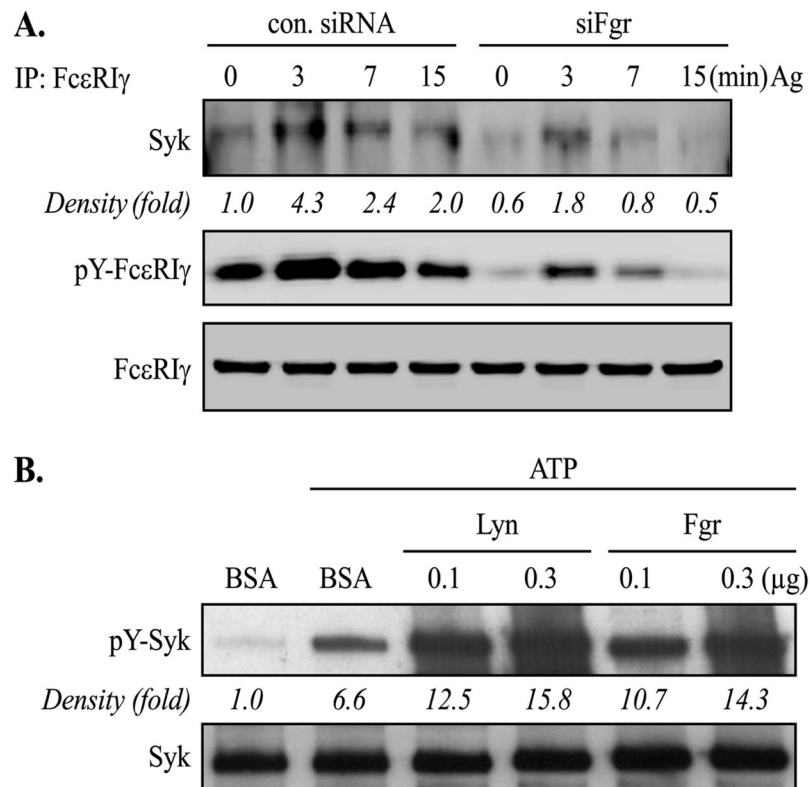 A.
con. siRNA siFgr
IP: FcεRIγ 0 3 7 15 0 3 7 15 (min) Ag
Syk
Density (fold) 1.0 4.3 2.4 2.0 0.6 1.8 0.8 0.5
pY-FcεRIγ
FcεRIγ
B.
ATP
Lyn Fgr
BSA BSA 0.1 0.3 0.1 0.3 (µg)
pY-Syk
Density (fold) 1.0 6.6 12.5 15.8 10.7 14.3
Syk